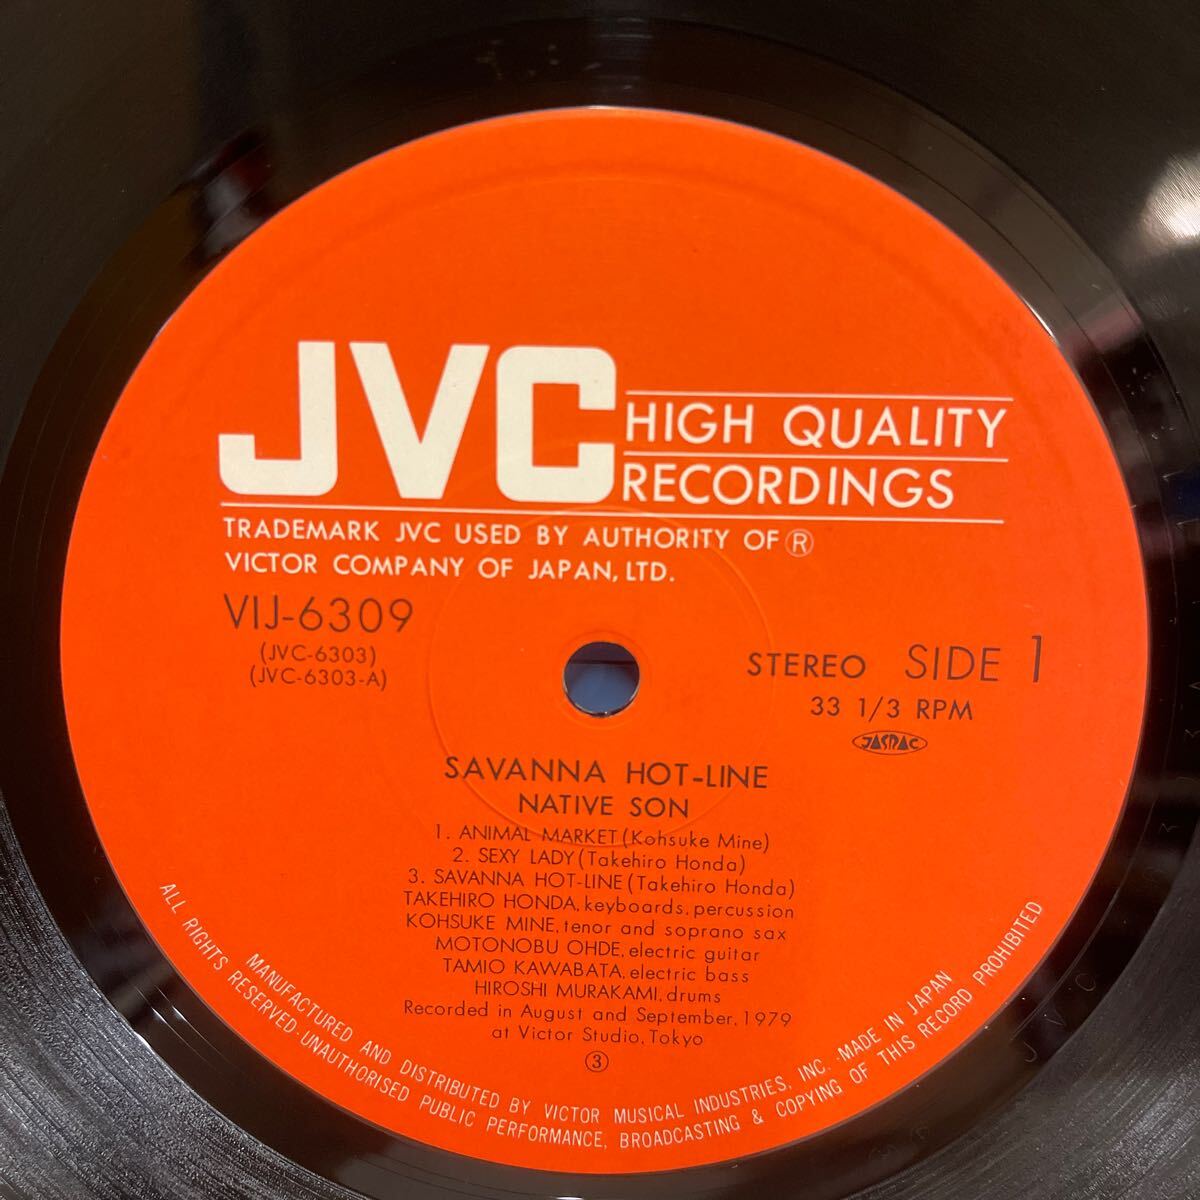 JVC HIGH QUALITY
RECORDINGS
TRADEMARK JVC USED BY AUTHORITY OF Ⓡ
VICTOR COMPANY OF JAPAN, LTD.
VIJ-6309
(JVC-6303)
(JVC-6303-A)
STEREO SIDE 1
33 1/3 RPM
JASRAC
SAVANNA HOT-LINE
NATIVE SON
1. ANIMAL MARKET (Kohsuke Mine)
2. SEXY LADY (Takehiro Honda)
3. SAVANNA HOT-LINE (Takehiro Honda)
TAKEHIRO HONDA, keyboards, percussion
KOHSUKE MINE, tenor and soprano sax
MOTONOBU OHDE, electric guitar
TAMIO KAWABATA, electric bass
HIROSHI MURAKAMI, drums
Recorded in August and September, 1979
at Victor Studio, Tokyo
③
MANUFACTURED AND DISTRIBUTED BY VICTOR MUSICAL INDUSTRIES, INC. · MADE IN JAPAN
ALL RIGHTS RESERVED · UNAUTHORISED PUBLIC PERFORMANCE, BROADCASTING & COPYING OF THIS RECORD PROHIBITED